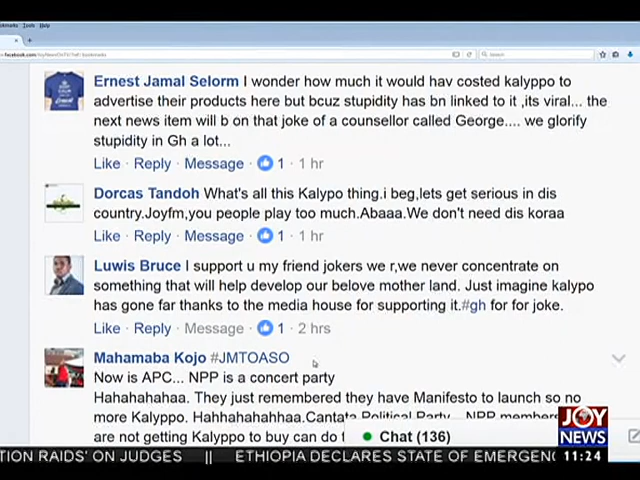 Tools Help
Ernest Jamal Selorm I wonder how much it would hav costed kalyppo to
advertise their products here but bcuz stupidity has bn linked to it ,its viral... the
next news item will b on that joke of a counsellor called George.... we glorify
stupidity in Gh a lot...
Like · Reply · Message · 1 · 1 hr
Dorcas Tandoh What's all this Kalypo thing.i beg,lets get serious in dis
country.Joyfm,you people play too much.Abaaa.We don't need dis koraa
Like · Reply · Message · 1 · 1 hr
Luwis Bruce I support u my friend jokers we r,we never concentrate on
something that will help develop our belove mother land. Just imagine kalypo
has gone far thanks to the media house for supporting it.#gh for for joke.
Like · Reply · Message · 1 · 2 hrs
Mahamaba Kojo #JMTOASO
Now is APC... NPP is a concert party
Hahahahahaa. They just remembered they have Manifesto to launch so no
more Kalyppo. Hahhahahahhaa.Cantata Political Party.. NPP members
are not getting Kalyppo to buy can do
Chat (136)
JOY
NEWS
TION RAIDS' ON JUDGES || ETHIOPIA DECLARES STATE OF EMERGENC
11:24